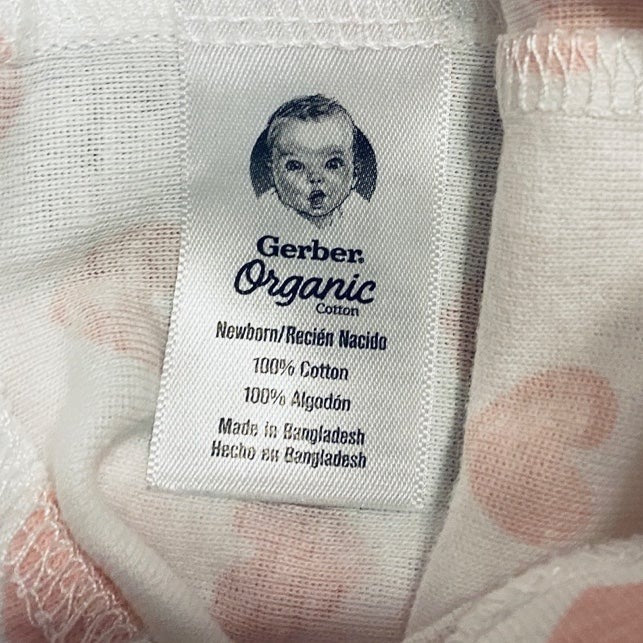 Gerber.
Organic
Cotton
Newborn/Recién Nacido
100% Cotton
100% Algodón
Made in Bangladesh
Hecho en Bangladesh